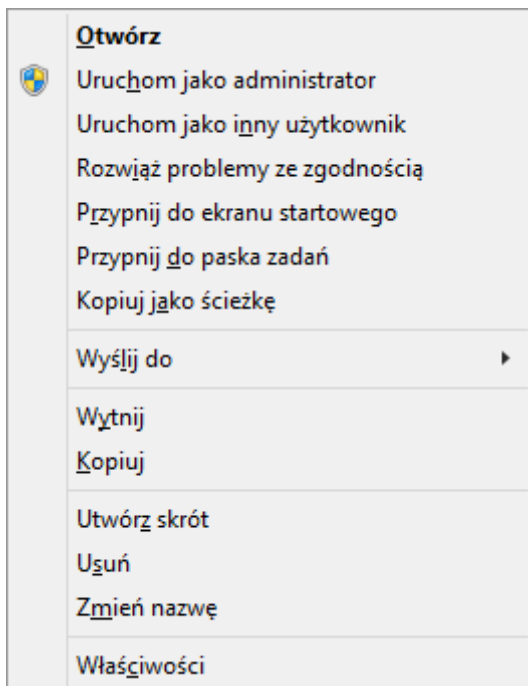 Otwórz
Uruchom jako administrator
Uruchom jako inny użytkownik
Rozwiąż problemy ze zgodnością
Przypnij do ekranu startowego
Przypnij do paska zadań
Kopiuj jako ścieżkę
Wyślij do
Wytnij
Kopiuj
Utwórz skrót
Usuń
Zmień nazwę
Właściwości